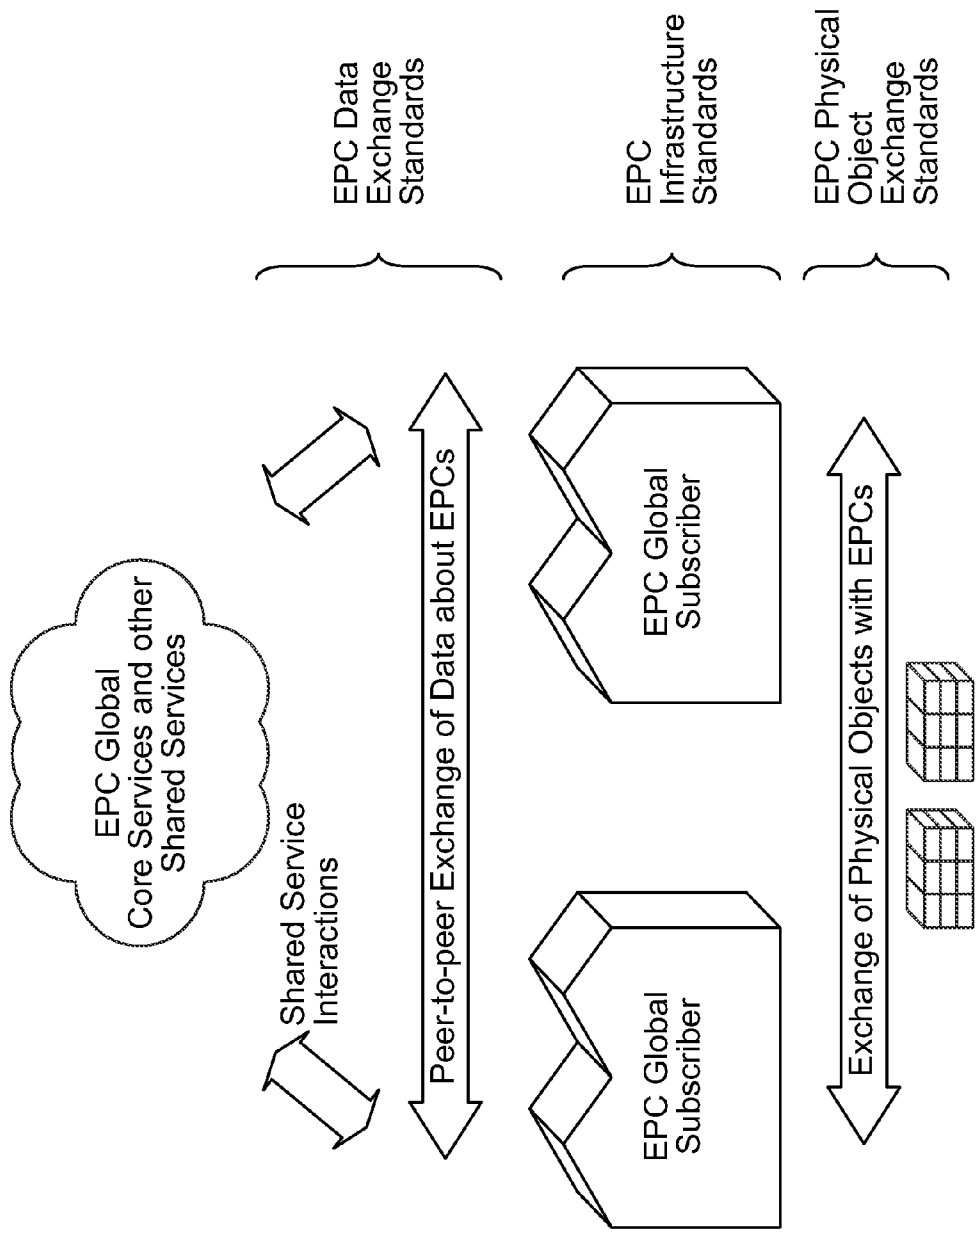 EPC Global
Core Services and other
Shared Services
Shared Service
Interactions
Peer-to-peer Exchange of Data about EPCs
EPC Data
Exchange
Standards
EPC Global
Subscriber
EPC Global
Subscriber
EPC
Infrastructure
Standards
Exchange of Physical Objects with EPCs
EPC Physical
Object
Exchange
Standards